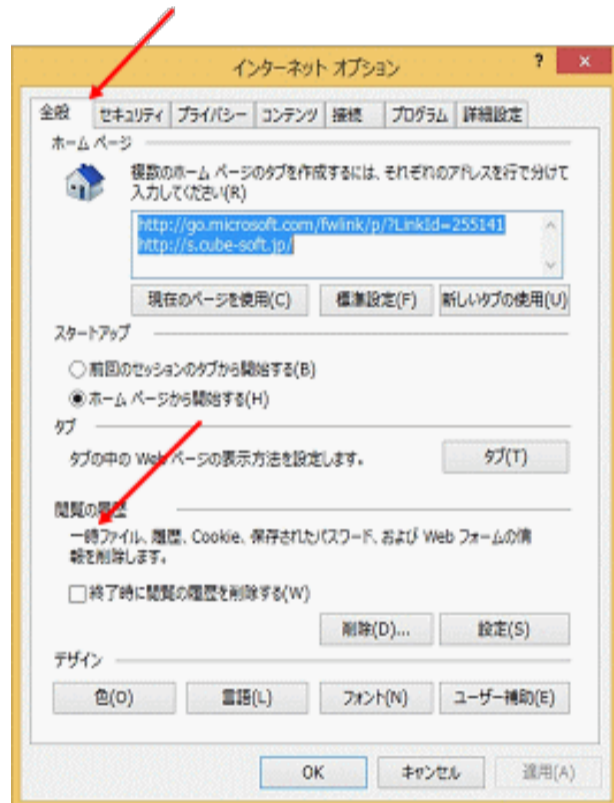 インターネット オプション
?
×
全般 セキュリティ プライバシー コンテンツ 接続 プログラム 詳細設定
ホーム ページ
複数のホーム ページのタブを作成するには、それぞれのアドレスを行で分けて
入力してください(R)
http://go.microsoft.com/fwlink/p/?LinkId=255141
http://s.cube-soft.jp/
現在のページを使用(C) 標準設定(F) 新しいタブの使用(U)
スタートアップ
前回のセッションのタブから開始する(B)
ホーム ページから開始する(H)
タブ
タブの中の Web ページの表示方法を設定します。 タブ(T)
閲覧の履歴
一時ファイル、履歴、Cookie、保存されたパスワード、および Web フォームの情
報を削除します。
終了時に閲覧の履歴を削除する(W)
削除(D)... 設定(S)
デザイン
色(O) 言語(L) フォント(N) ユーザー補助(E)
OK キャンセル 適用(A)